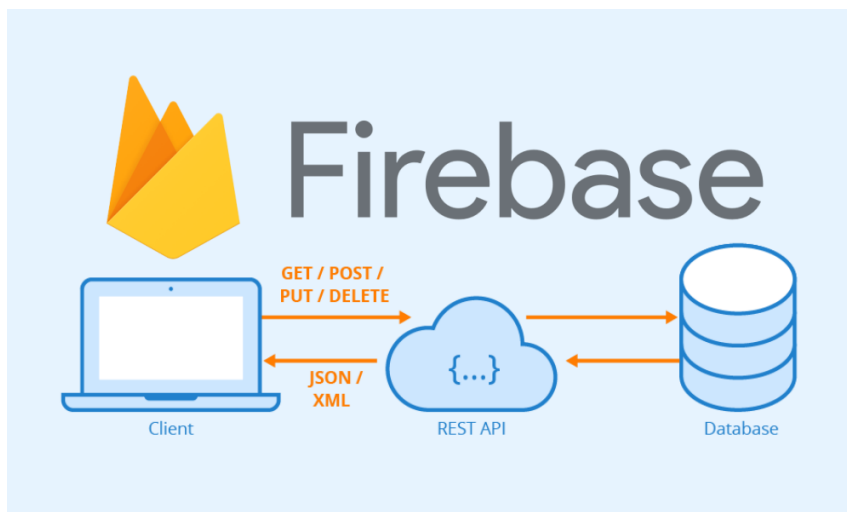 Firebase
GET / POST /
PUT / DELETE
{...}
JSON /
XML
Client
REST API
Database